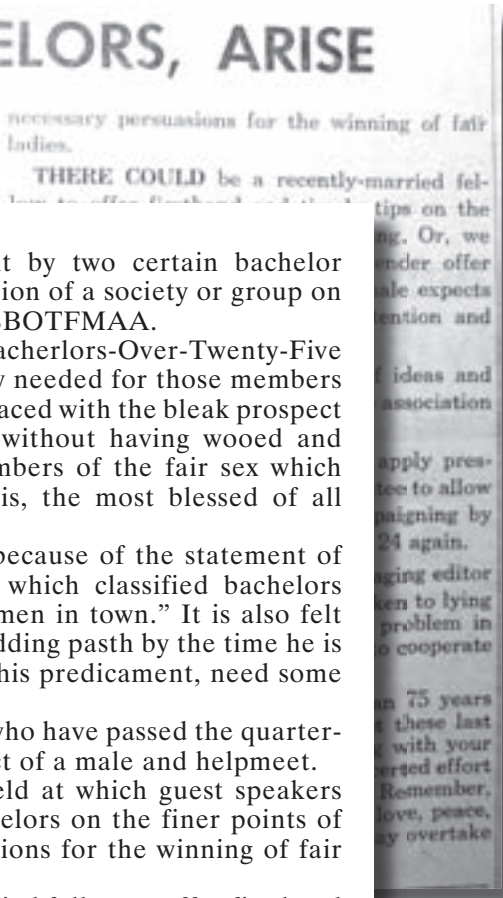 ELORS, ARISE
necessary persuasions for the winning of fair
ladies.
THERE COULD be a recently-married fel-
tips on the
ng. Or, we
ender offer
ale expects
tention and
ideas and
association
apply pres-
tee to allow
paigning by
24 again.
ging editor
ken to lying
problem in
o cooperate
an 75 years
t these last
with your
erted effort
Remember,
love, peace,
ay overtake
t by two certain bachelor
ion of a society or group on
BOTFMAA.
acherlors-Over-Twenty-Five
y needed for those members
aced with the bleak prospect
without having wooed and
mbers of the fair sex which
is, the most blessed of all
because of the statement of
which classified bachelors
men in town.” It is also felt
dding pasth by the time he is
his predicament, need some
who have passed the quarter-
ct of a male and helpmeet.
eld at which guest speakers
elors on the finer points of
ions for the winning of fair